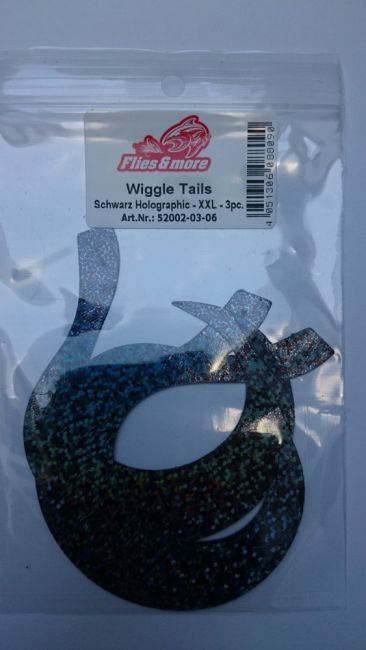 Flies & more
Wiggle Tails
Schwarz Holographic - XXL - 3pc.
Art.Nr.: 52002-03-06
4 051306 088090